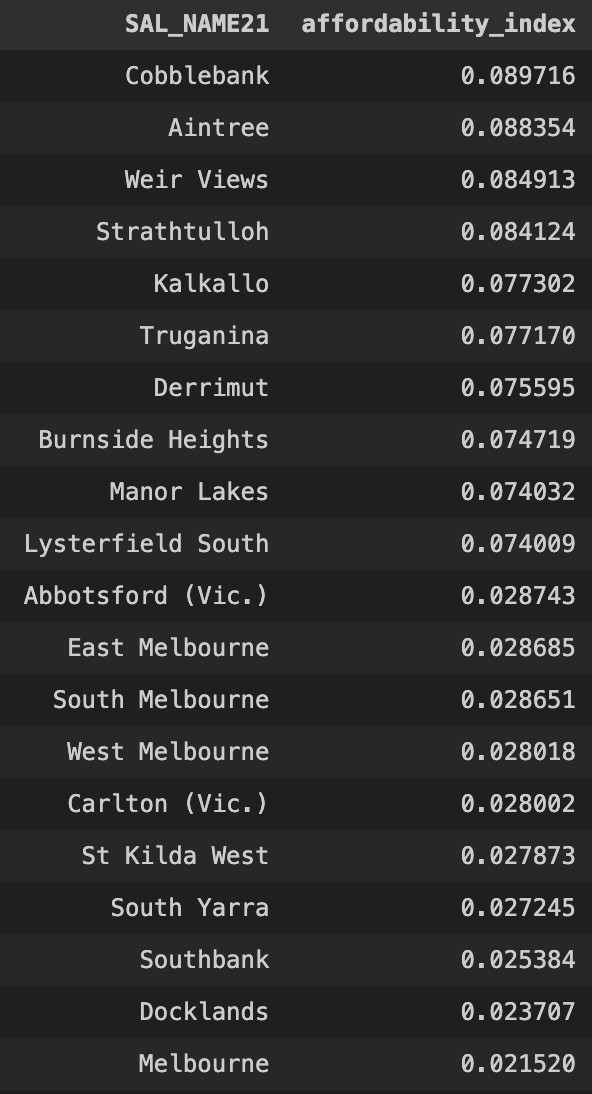 SAL_NAME21 affordability_index
Cobblebank 0.089716
Aintree 0.088354
Weir Views 0.084913
Strathtulloh 0.084124
Kalkallo 0.077302
Truganina 0.077170
Derrimut 0.075595
Burnside Heights 0.074719
Manor Lakes 0.074032
Lysterfield South 0.074009
Abbotsford (Vic.) 0.028743
East Melbourne 0.028685
South Melbourne 0.028651
West Melbourne 0.028018
Carlton (Vic.) 0.028002
St Kilda West 0.027873
South Yarra 0.027245
Southbank 0.025384
Docklands 0.023707
Melbourne 0.021520